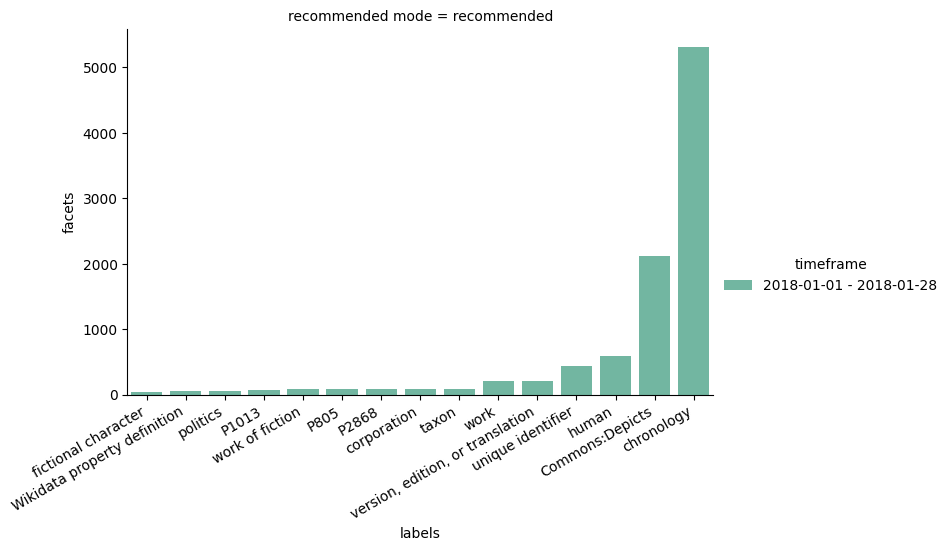 recommended mode = recommended
5000
4000
3000
2000
1000
0
facets
fictional character
Wikidata property definition
politics
P1013
work of fiction
P805
P2868
corporation
taxon
work
version, edition, or translation
unique identifier
human
Commons:Depicts
chronology
labels
timeframe
2018-01-01 - 2018-01-28